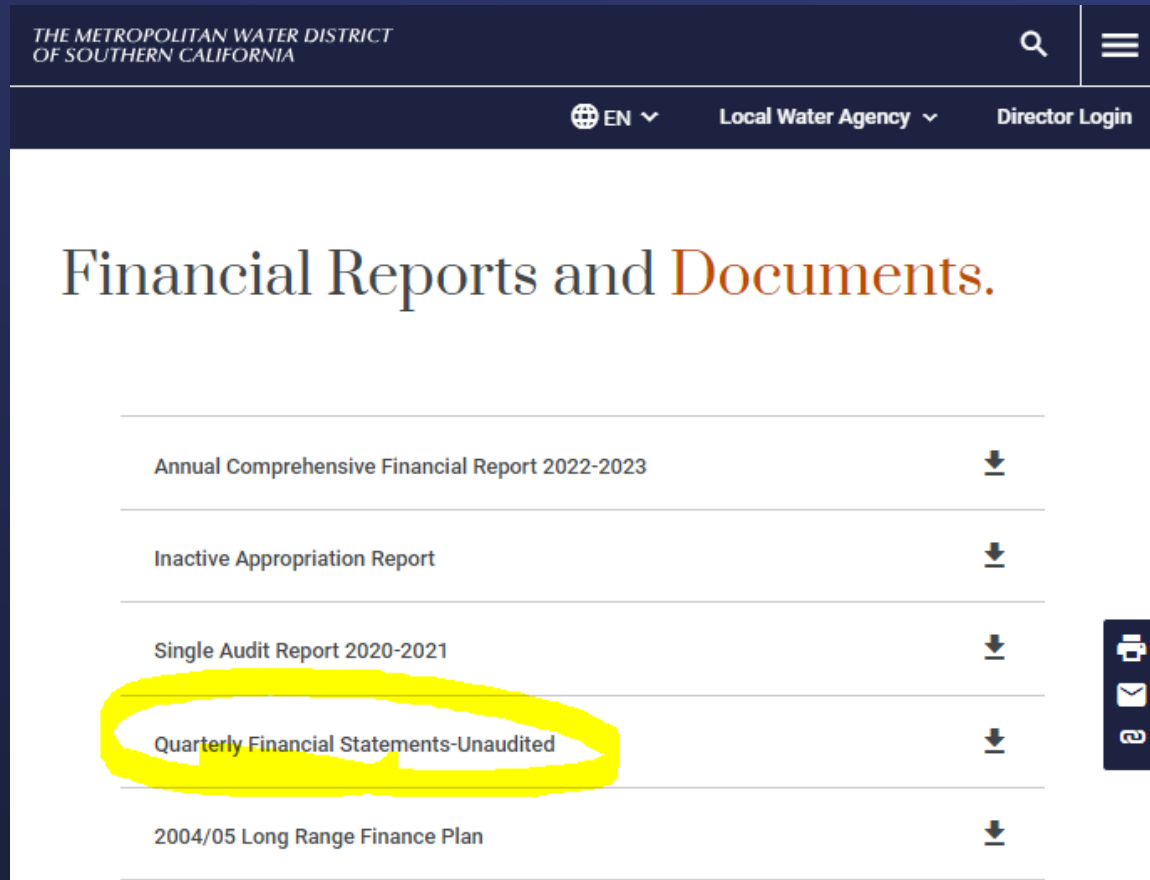 THE METROPOLITAN WATER DISTRICT
OF SOUTHERN CALIFORNIA
EN Local Water Agency Director Login
Financial Reports and Documents.
Annual Comprehensive Financial Report 2022-2023
Inactive Appropriation Report
Single Audit Report 2020-2021
Quarterly Financial Statements-Unaudited
2004/05 Long Range Finance Plan